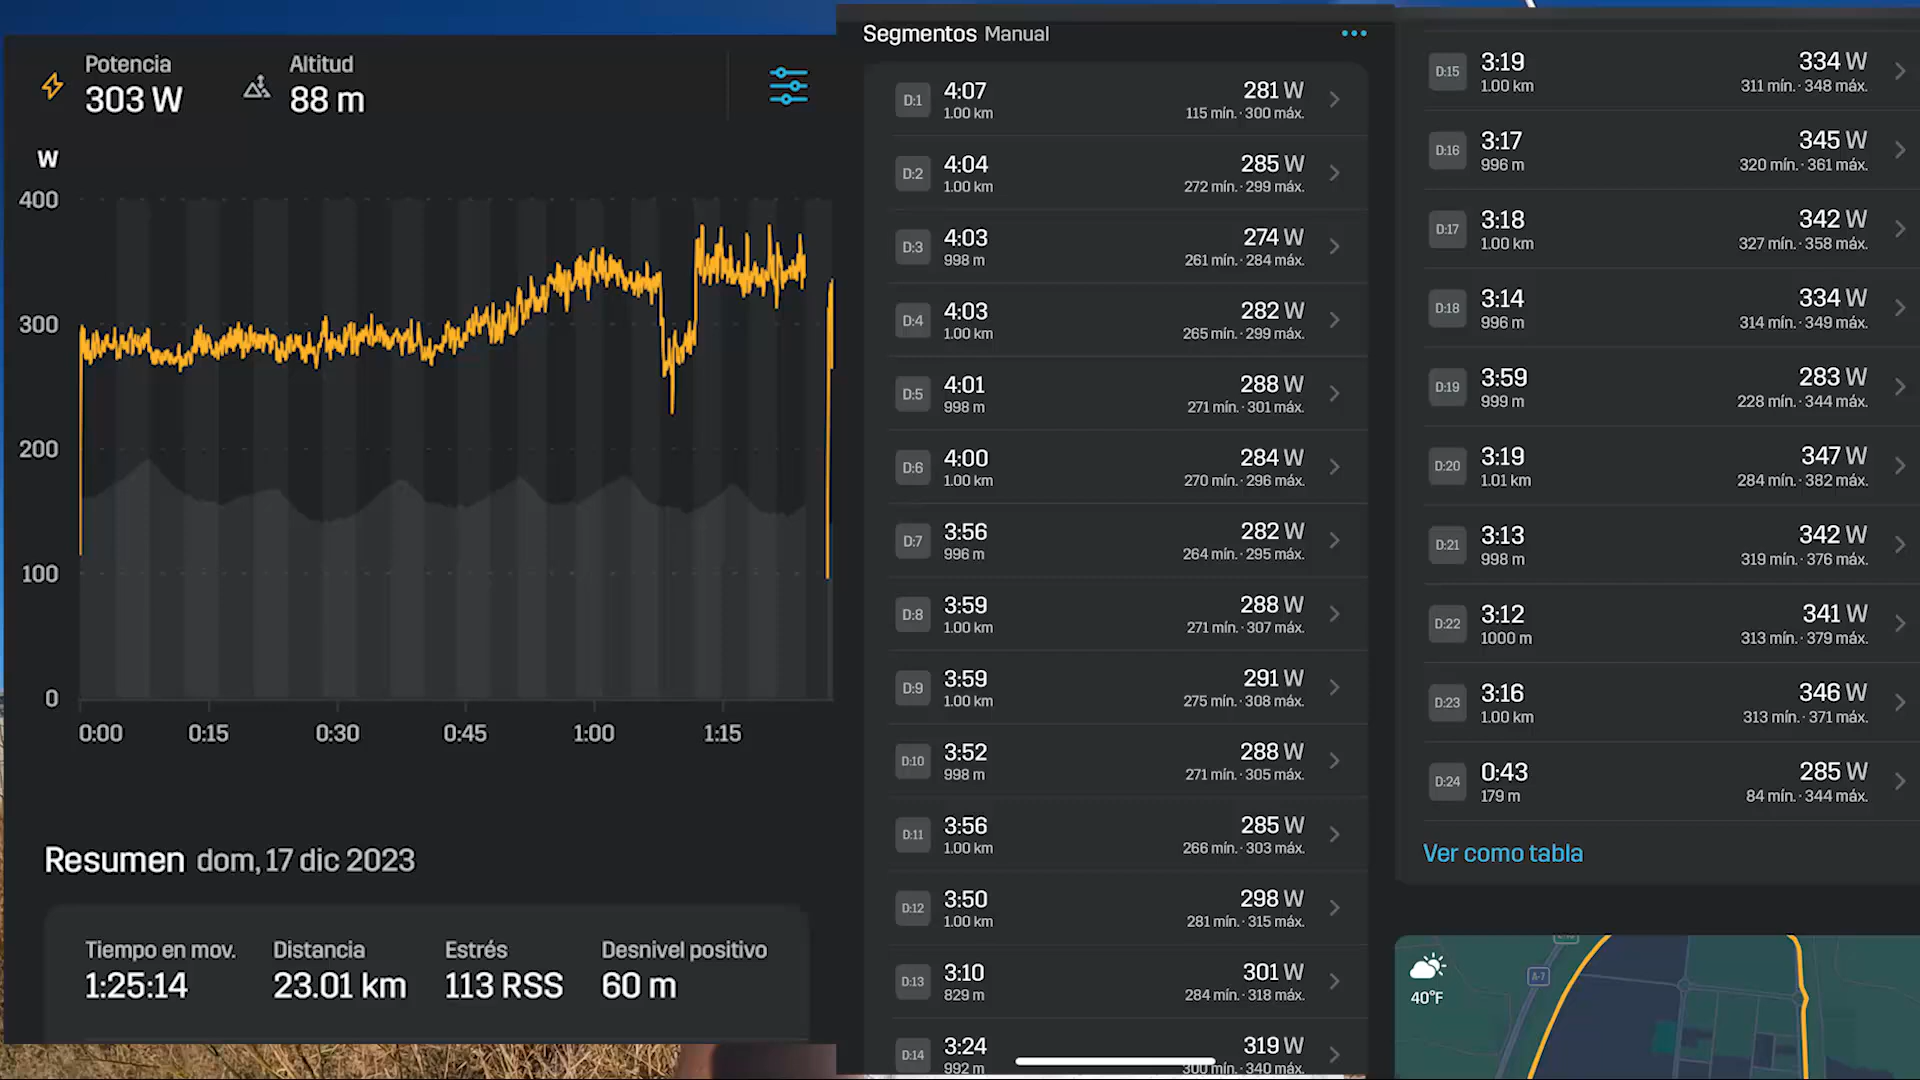 Potencia
303 W
Altitud
88 m
W
400
300
200
100
0
0:00 0:15 0:30 0:45 1:00 1:15
Resumen dom, 17 dic 2023
Tiempo en mov. Distancia Estrés Desnivel positivo
1:25:14 23.01 km 113 RSS 60 m
Segmentos Manual
D:1 4:07 281 W
1.00 km 115 mín. · 300 máx.
D:2 4:04 285 W
1.00 km 272 mín. · 299 máx.
D:3 4:03 274 W
998 m 261 mín. · 284 máx.
D:4 4:03 282 W
1.00 km 265 mín. · 299 máx.
D:5 4:01 288 W
998 m 271 mín. · 301 máx.
D:6 4:00 284 W
1.00 km 270 mín. · 296 máx.
D:7 3:56 282 W
996 m 264 mín. · 295 máx.
D:8 3:59 288 W
1.00 km 271 mín. · 307 máx.
D:9 3:59 291 W
1.00 km 275 mín. · 308 máx.
D:10 3:52 288 W
998 m 271 mín. · 305 máx.
D:11 3:56 285 W
1.00 km 266 mín. · 303 máx.
D:12 3:50 298 W
1.00 km 281 mín. · 315 máx.
D:13 3:10 301 W
829 m 284 mín. · 318 máx.
D:14 3:24 319 W
992 m 300 mín. · 340 máx.
D:15 3:19 334 W
1.00 km 311 mín. · 348 máx.
D:16 3:17 345 W
996 m 320 mín. · 361 máx.
D:17 3:18 342 W
1.00 km 327 mín. · 358 máx.
D:18 3:14 334 W
996 m 314 mín. · 349 máx.
D:19 3:59 283 W
999 m 228 mín. · 344 máx.
D:20 3:19 347 W
1.01 km 284 mín. · 382 máx.
D:21 3:13 342 W
998 m 319 mín. · 376 máx.
D:22 3:12 341 W
1000 m 313 mín. · 379 máx.
D:23 3:16 346 W
1.00 km 313 mín. · 371 máx.
D:24 0:43 285 W
179 m 84 mín. · 344 máx.
Ver como tabla
40°F
A-7